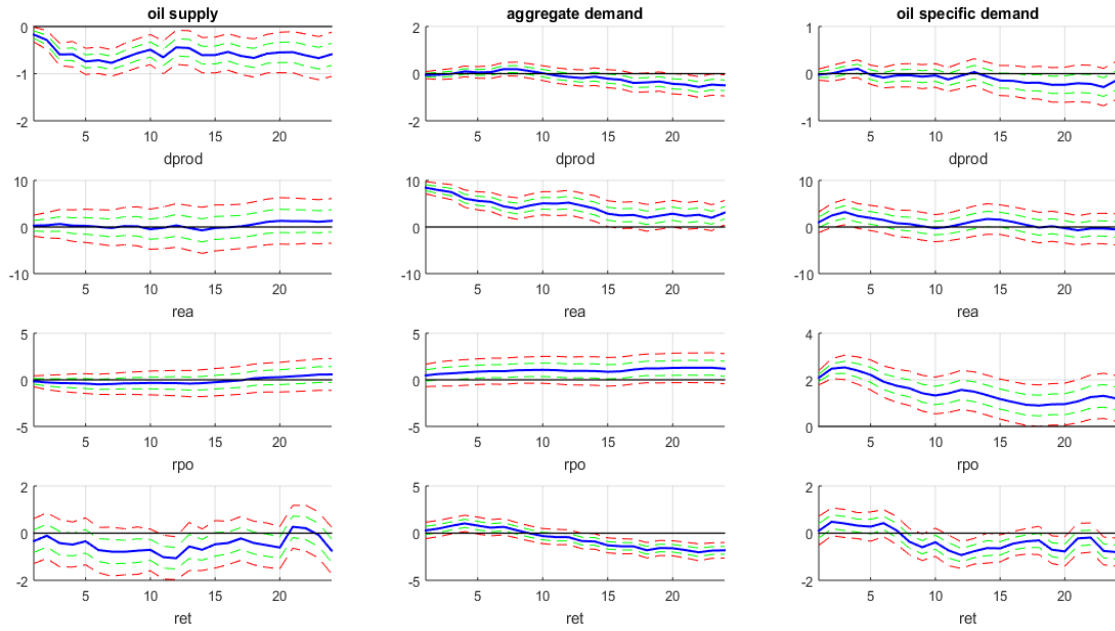 oil supply aggregate demand oil specific demand
0 2 1
-1 0 0
-2 -2 -1
5 10 15 20 5 10 15 20 5 10 15 20
dprod dprod dprod
10 10 10
0 0 0
-10 -10 -10
5 10 15 20 5 10 15 20 5 10 15 20
rea rea rea
5 5 4
0 0 2
-5 -5 0
5 10 15 20 5 10 15 20 5 10 15 20
rpo rpo rpo
2 5 2
0 0 0
-2 -5 -2
5 10 15 20 5 10 15 20 5 10 15 20
ret ret ret